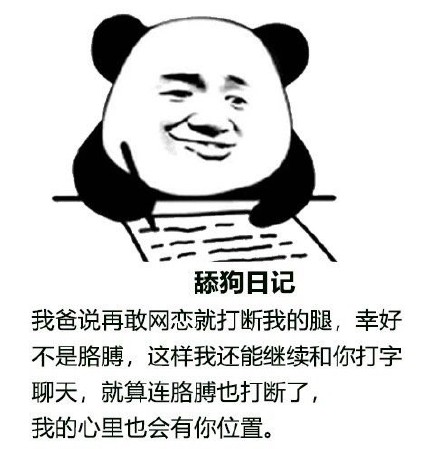 舔狗日记
我爸说再敢网恋就打断我的腿，幸好
不是胳膊，这样我还能继续和你打字
聊天，就算连胳膊也打断了，
我的心里也会有你位置。